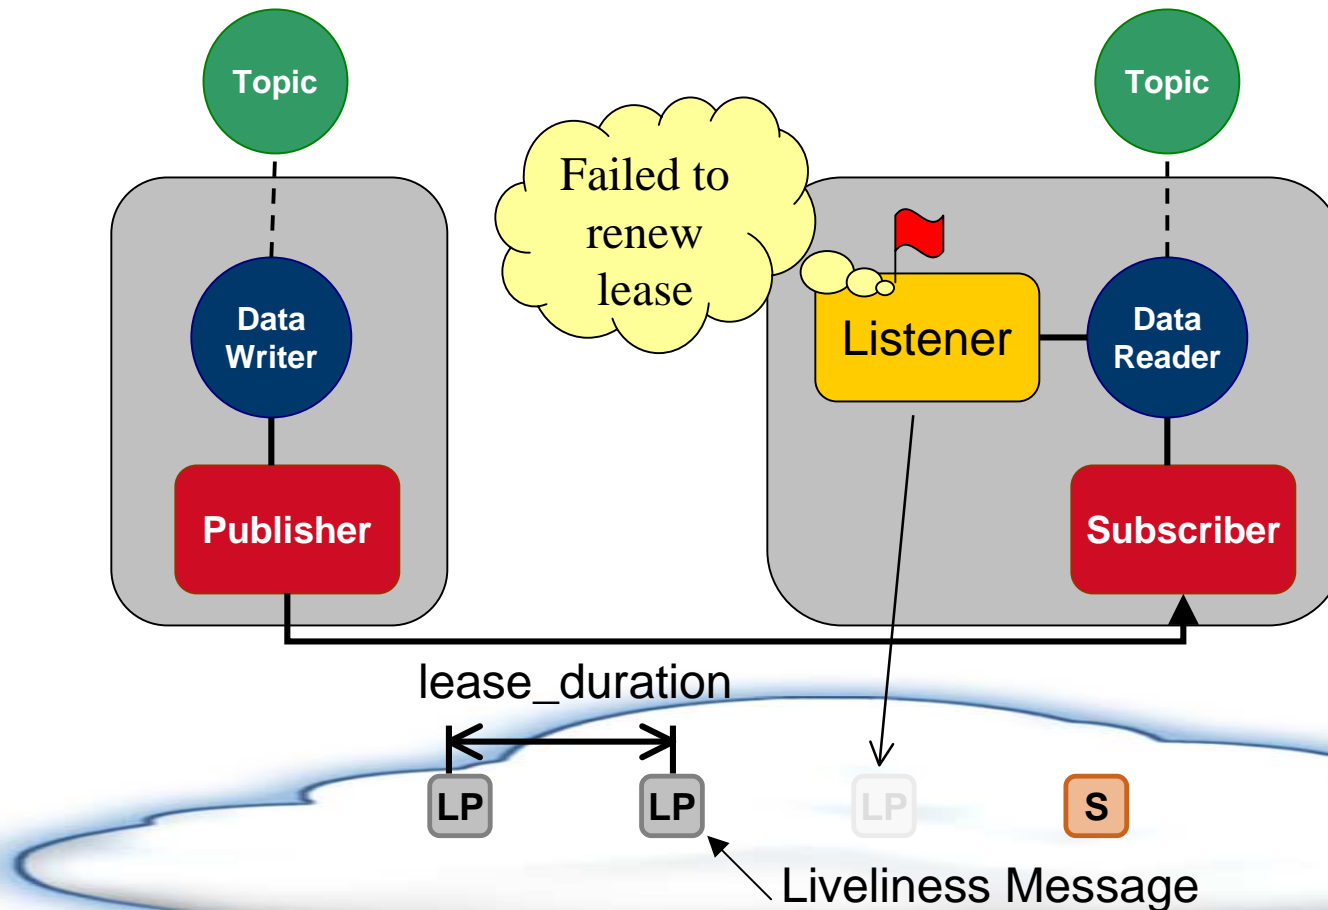 Topic
Topic
Failed to
renew
lease
Data
Writer
Listener
Data
Reader
Publisher
Subscriber
lease_duration
LP
LP
LP
S
Liveliness Message